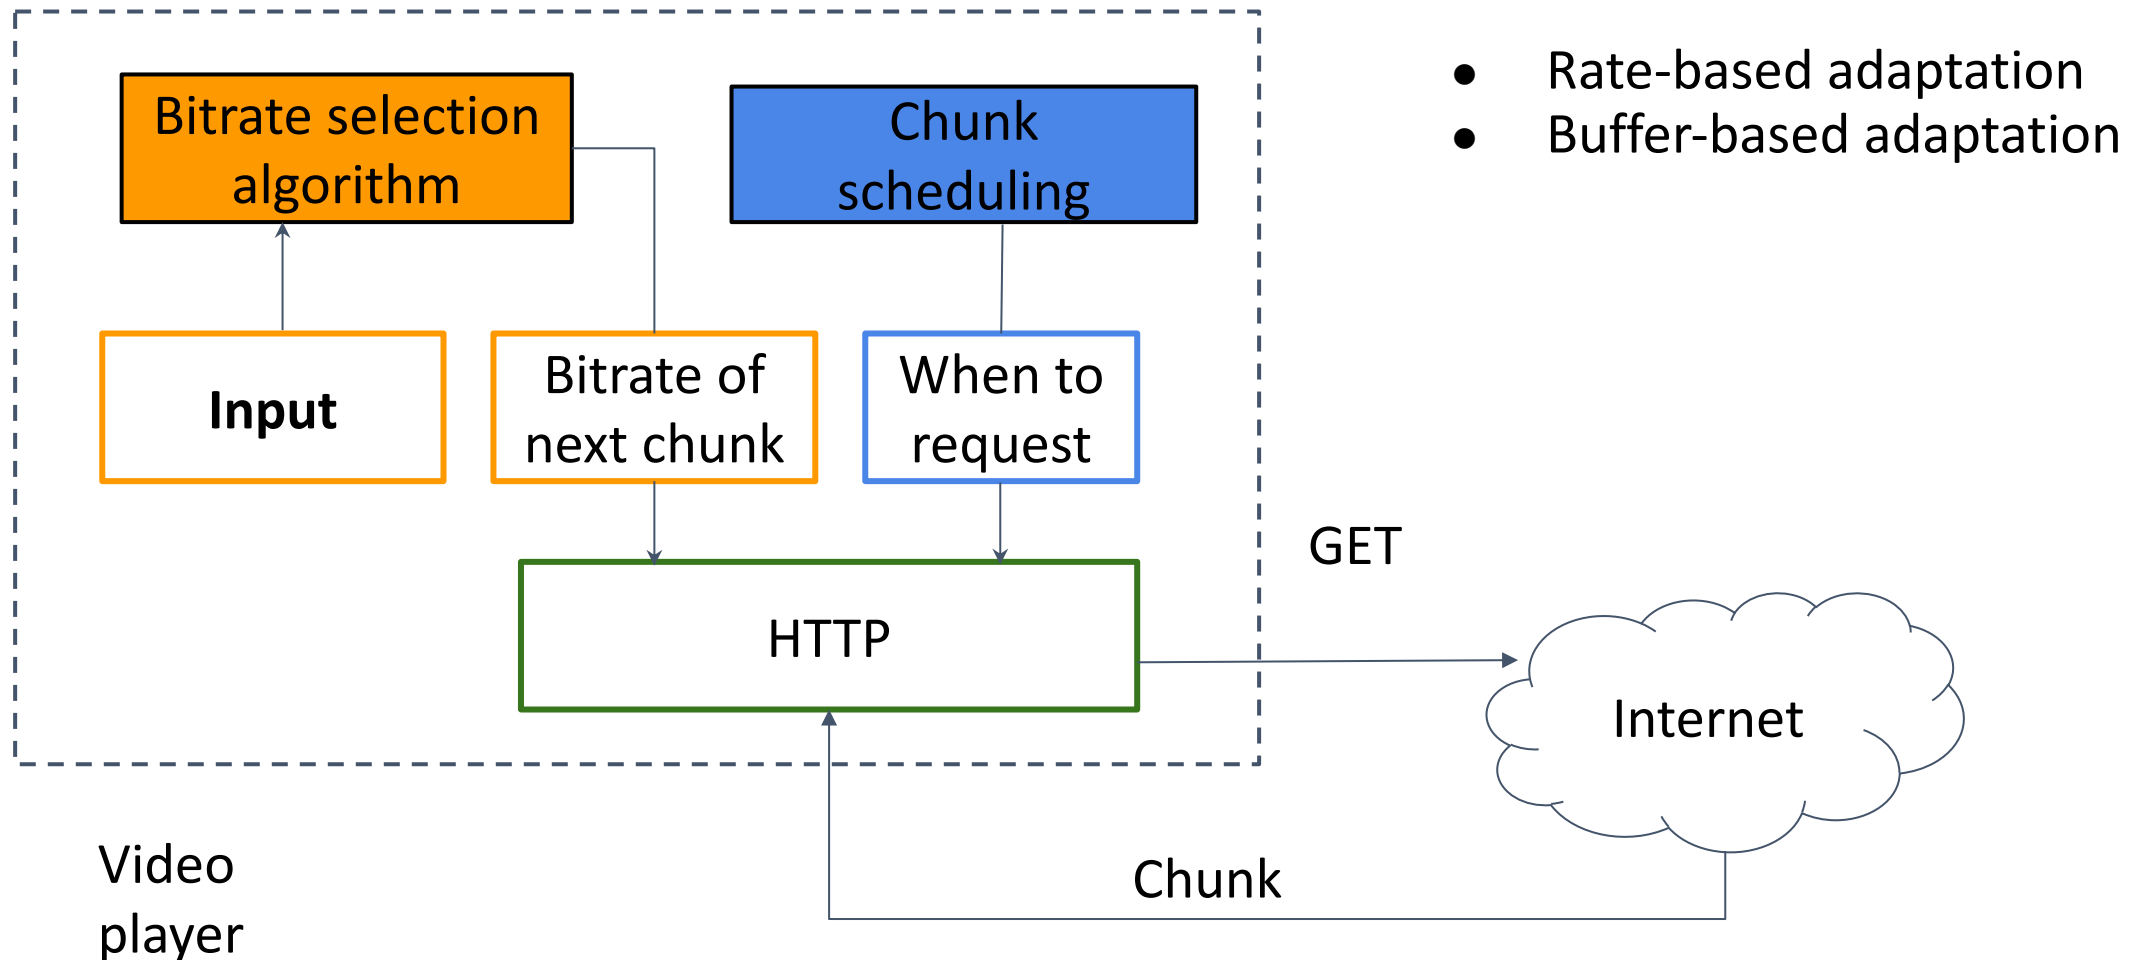 Bitrate selection
algorithm
Chunk
scheduling
● Rate-based adaptation
● Buffer-based adaptation
Input
Bitrate of
next chunk
When to
request
HTTP
GET
Internet
Chunk
Video
player